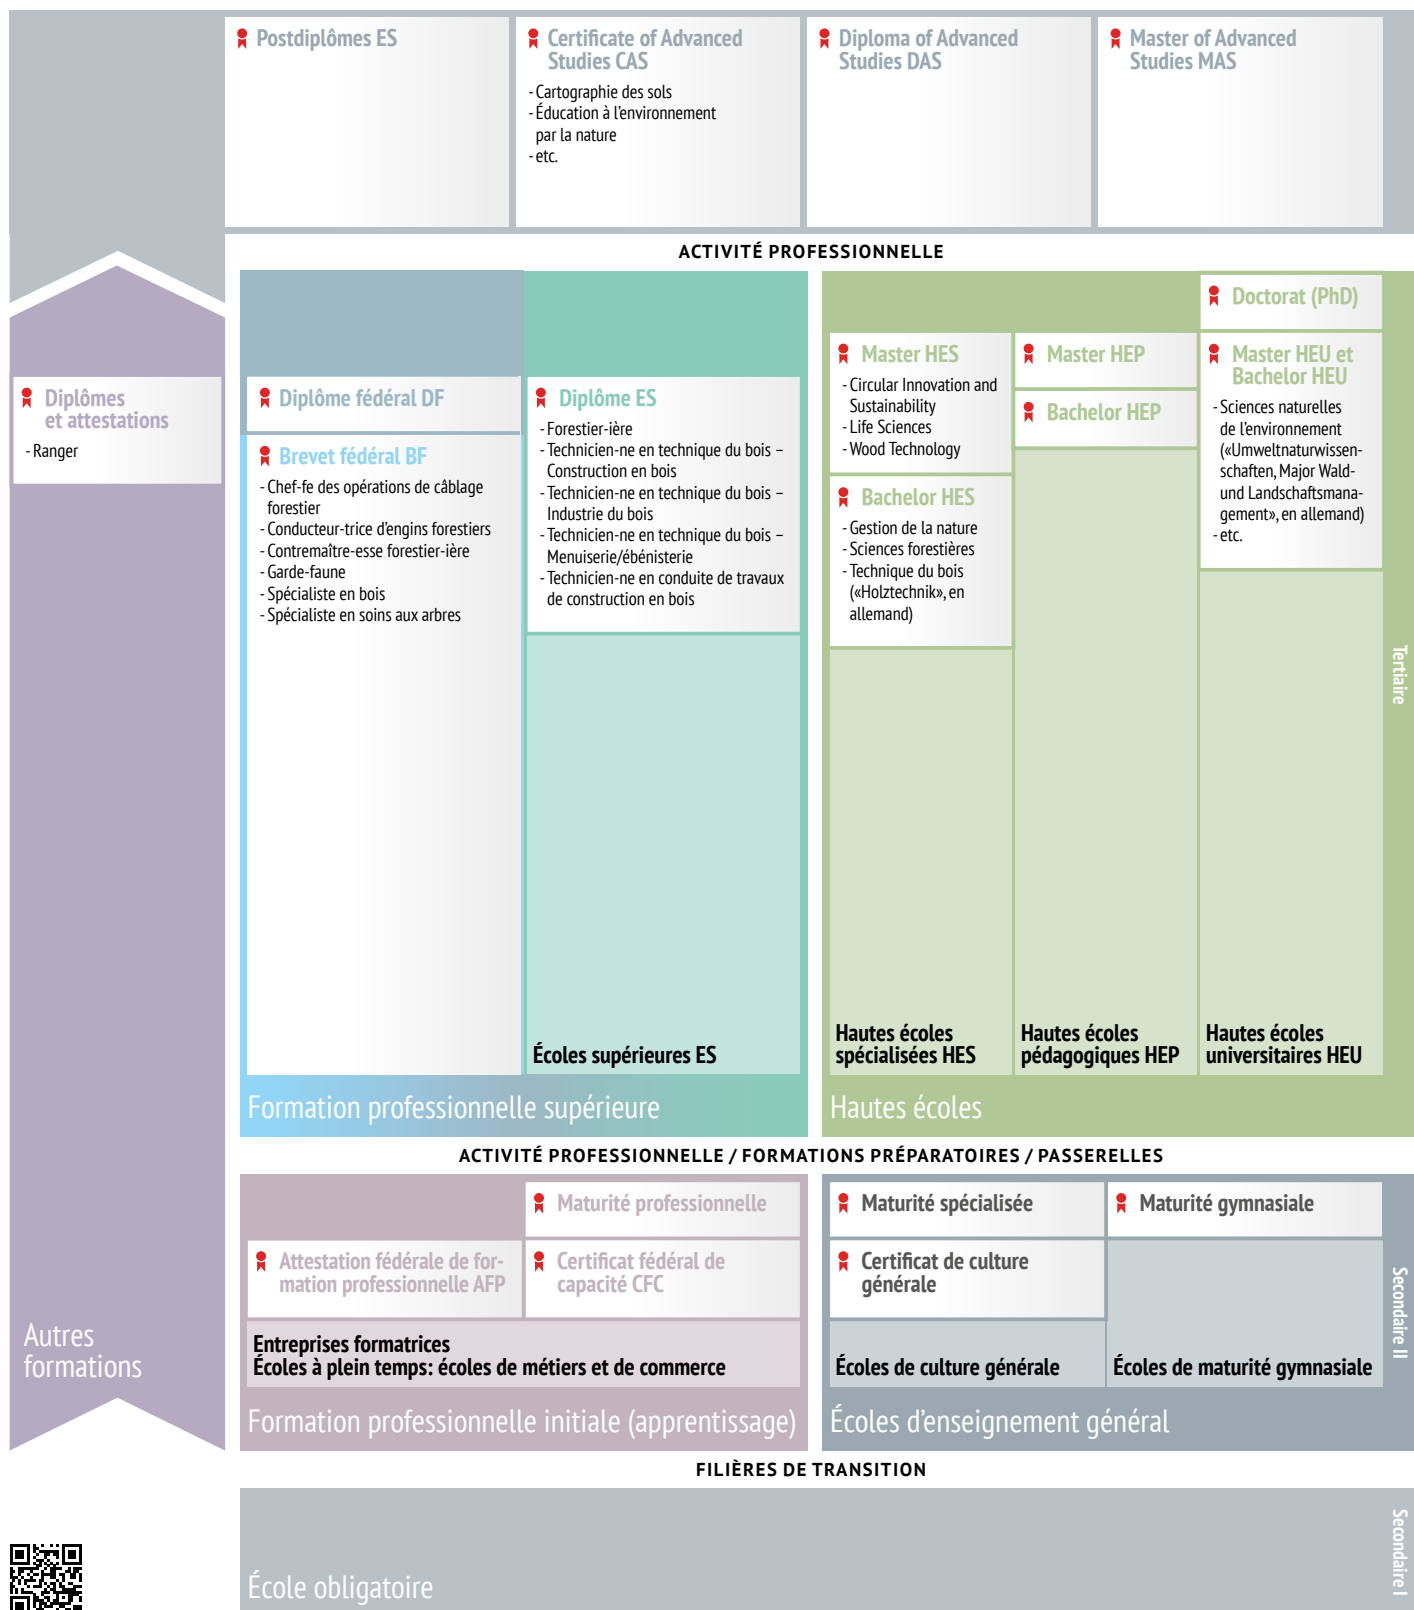 Postdiplômes ES
Certificate of Advanced
Studies CAS
- Cartographie des sols
- Éducation à l'environnement
par la nature
- etc.
Diploma of Advanced
Studies DAS
Master of Advanced
Studies MAS
ACTIVITÉ PROFESSIONNELLE
Diplômes
et attestations
- Ranger
Diplôme fédéral DF
Brevet fédéral BF
- Chef-fe des opérations de câblage
forestier
- Conducteur-trice d'engins forestiers
- Contremaître-esse forestier-ière
- Garde-faune
- Spécialiste en bois
- Spécialiste en soins aux arbres
Diplôme ES
- Forestier-ière
- Technicien-ne en technique du bois –
Construction en bois
- Technicien-ne en technique du bois –
Industrie du bois
- Technicien-ne en technique du bois –
Menuiserie/ébénisterie
- Technicien-ne en conduite de travaux
de construction en bois
Écoles supérieures ES
Formation professionnelle supérieure
Master HES
- Circular Innovation and
Sustainability
- Life Sciences
- Wood Technology
Bachelor HES
- Gestion de la nature
- Sciences forestières
- Technique du bois
(«Holztechnik», en
allemand)
Hautes écoles
spécialisées HES
Master HEP
Bachelor HEP
Hautes écoles
pédagogiques HEP
Doctorat (PhD)
Master HEU et
Bachelor HEU
- Sciences naturelles
de l'environnement
(«Umweltnaturwissen-
schaften, Major Wald-
und Landschaftsmana-
gement», en allemand)
- etc.
Hautes écoles
universitaires HEU
Hautes écoles
Tertiaire
ACTIVITÉ PROFESSIONNELLE / FORMATIONS PRÉPARATOIRES / PASSERELLES
Maturité professionnelle
Attestation fédérale de for-
mation professionnelle AFP
Certificat fédéral de
capacité CFC
Entreprises formatrices
Écoles à plein temps: écoles de métiers et de commerce
Formation professionnelle initiale (apprentissage)
Maturité spécialisée
Certificat de culture
générale
Écoles de culture générale
Maturité gymnasiale
Écoles de maturité gymnasiale
Écoles d'enseignement général
Secondaire II
Autres
formations
FILIÈRES DE TRANSITION
École obligatoire
Secondaire I